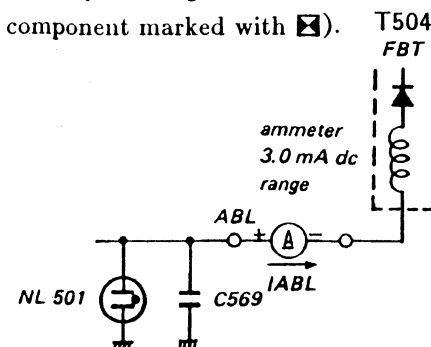 component marked with ⧓).
T504
FBT
ammeter
3.0 mA dc
range
ABL
+
A
−
IABL
NL 501
C569